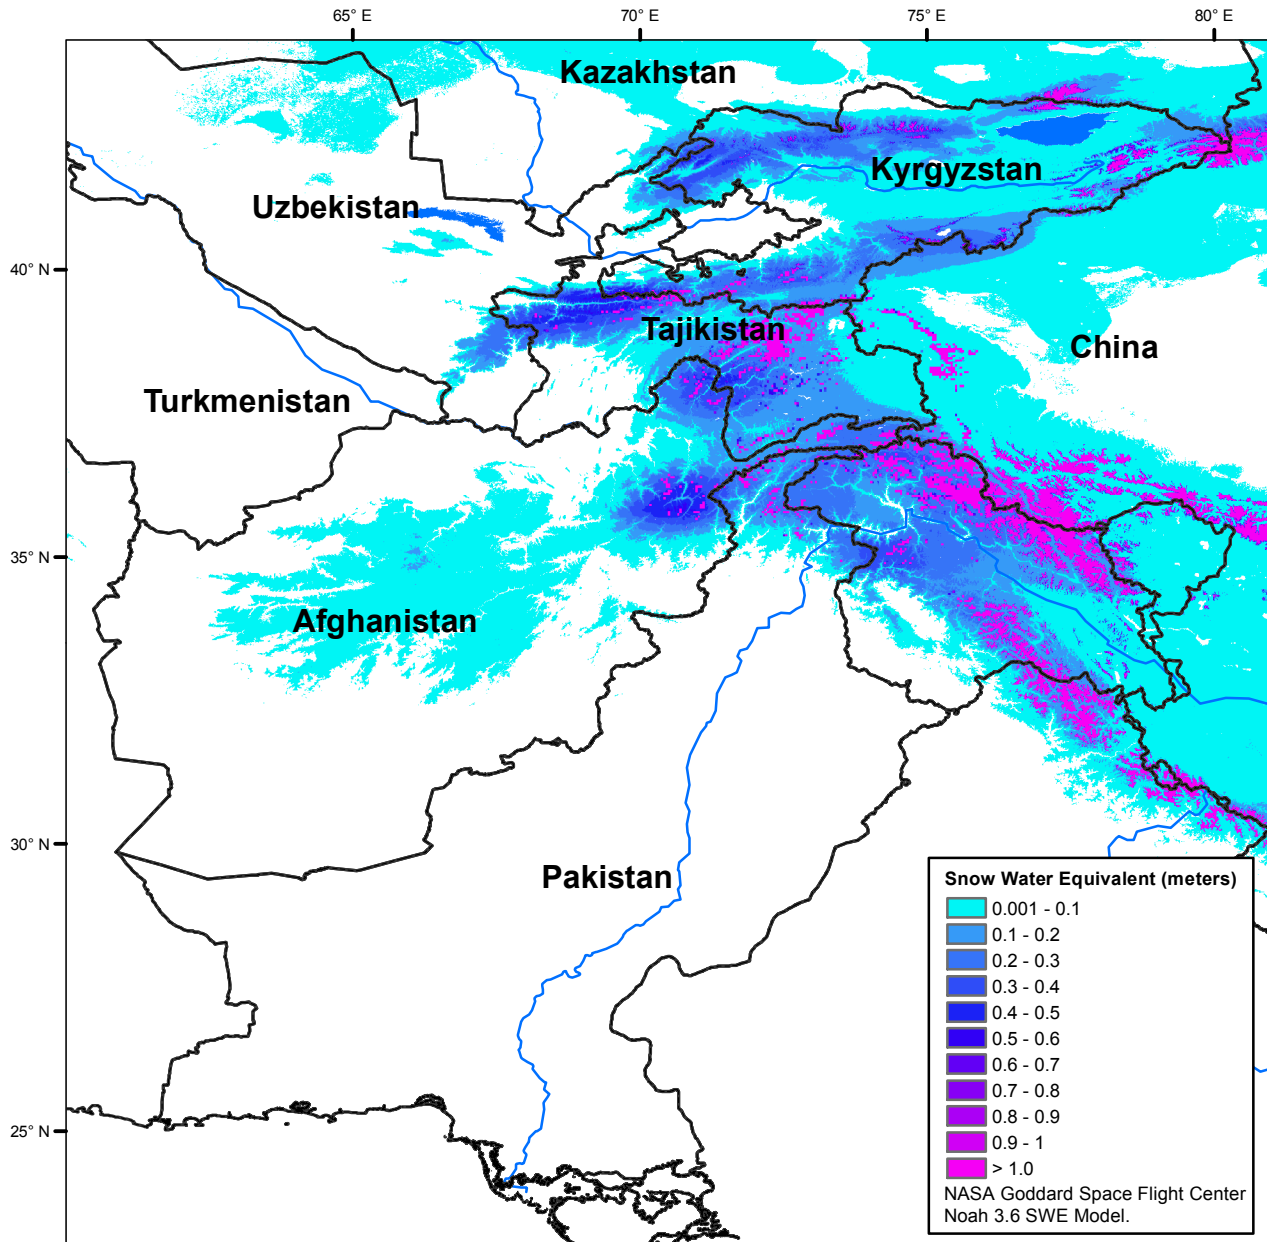 65° E
70° E
75° E
80° E
Kazakhstan
Kyrgyzstan
Uzbekistan
40° N
Tajikistan
China
Turkmenistan
35° N
Afghanistan
30° N
Pakistan
25° N
Snow Water Equivalent (meters)
0.001 - 0.1
0.1 - 0.2
0.2 - 0.3
0.3 - 0.4
0.4 - 0.5
0.5 - 0.6
0.6 - 0.7
0.7 - 0.8
0.8 - 0.9
0.9 - 1
> 1.0
NASA Goddard Space Flight Center
Noah 3.6 SWE Model.